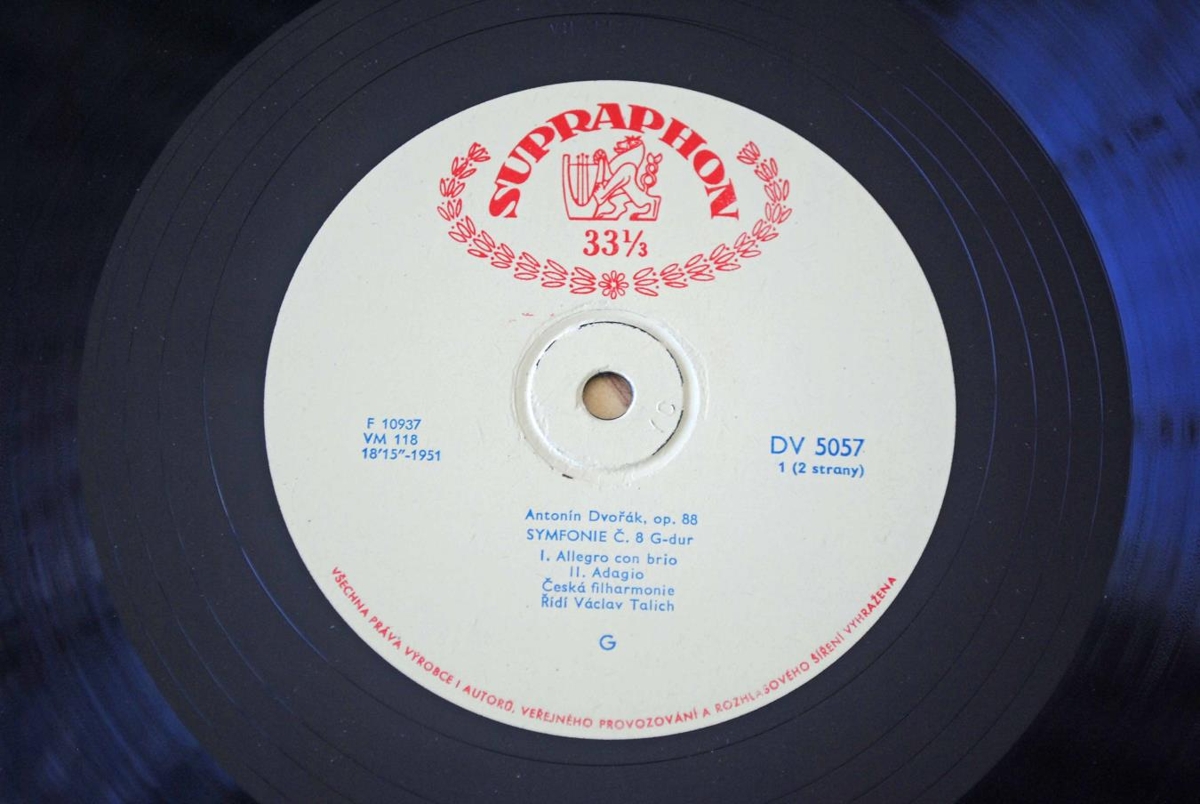 SUPRAPHON
33⅓
F 10937
VM 118
18'15"-1951
DV 5057
1 (2 strany)
Antonín Dvořák, op. 88
SYMFONIE Č. 8 G-dur
I. Allegro con brio
II. Adagio
Česká filharmonie
Řídí Václav Talich
G
VŠECHNA PRÁVA VÝROBCE I AUTORŮ, VEŘEJNÉHO PROVOZOVÁNÍ A ROZHLASOVÉHO ŠÍŘENÍ VYHRAŽENA